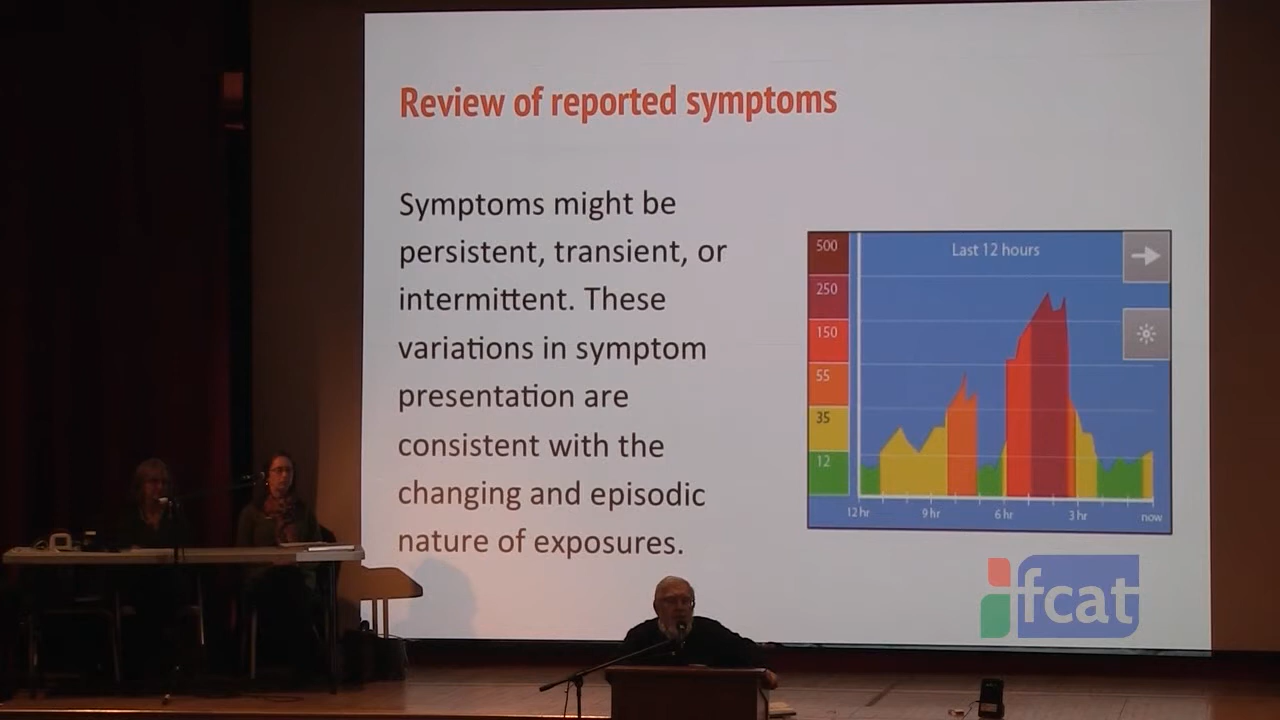 Review of reported symptoms
Symptoms might be
persistent, transient, or
intermittent. These
variations in symptom
presentation are
consistent with the
changing and episodic
nature of exposures.
Last 12 hours
500
250
150
55
35
12
12 hr
9 hr
6 hr
3 hr
now
fcat